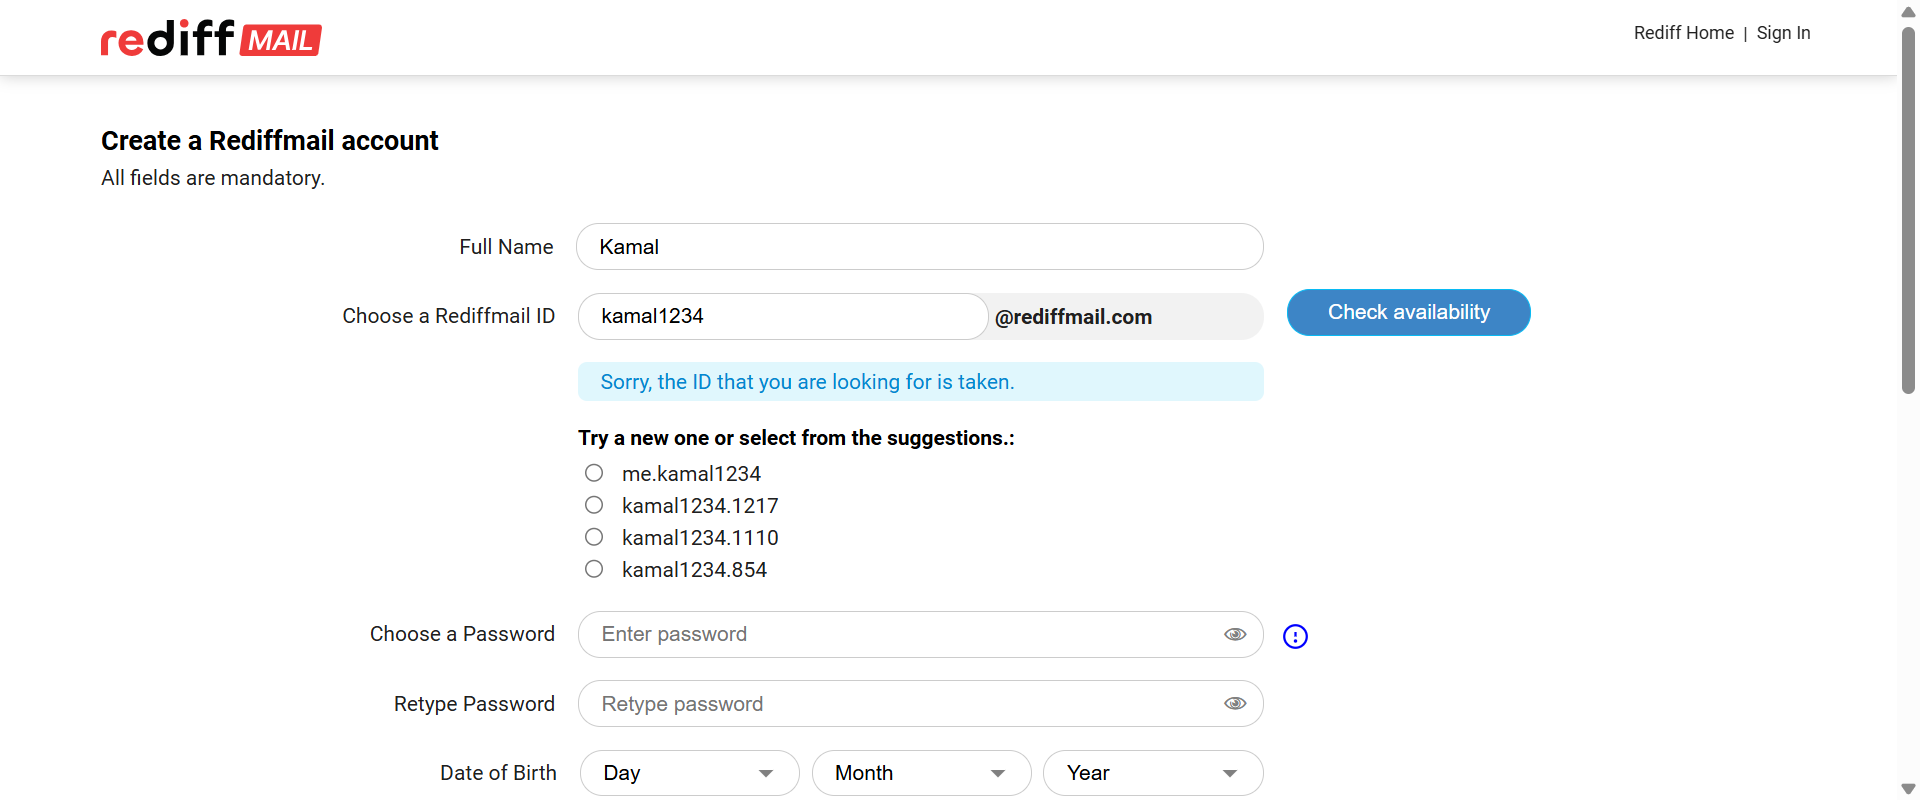 rediff MAIL
Rediff Home | Sign In
Create a Rediffmail account
All fields are mandatory.
Full Name Kamal
Choose a Rediffmail ID kamal1234 @rediffmail.com Check availability
Sorry, the ID that you are looking for is taken.
Try a new one or select from the suggestions.:
me.kamal1234
kamal1234.1217
kamal1234.1110
kamal1234.854
Choose a Password Enter password
Retype Password Retype password
Date of Birth Day Month Year